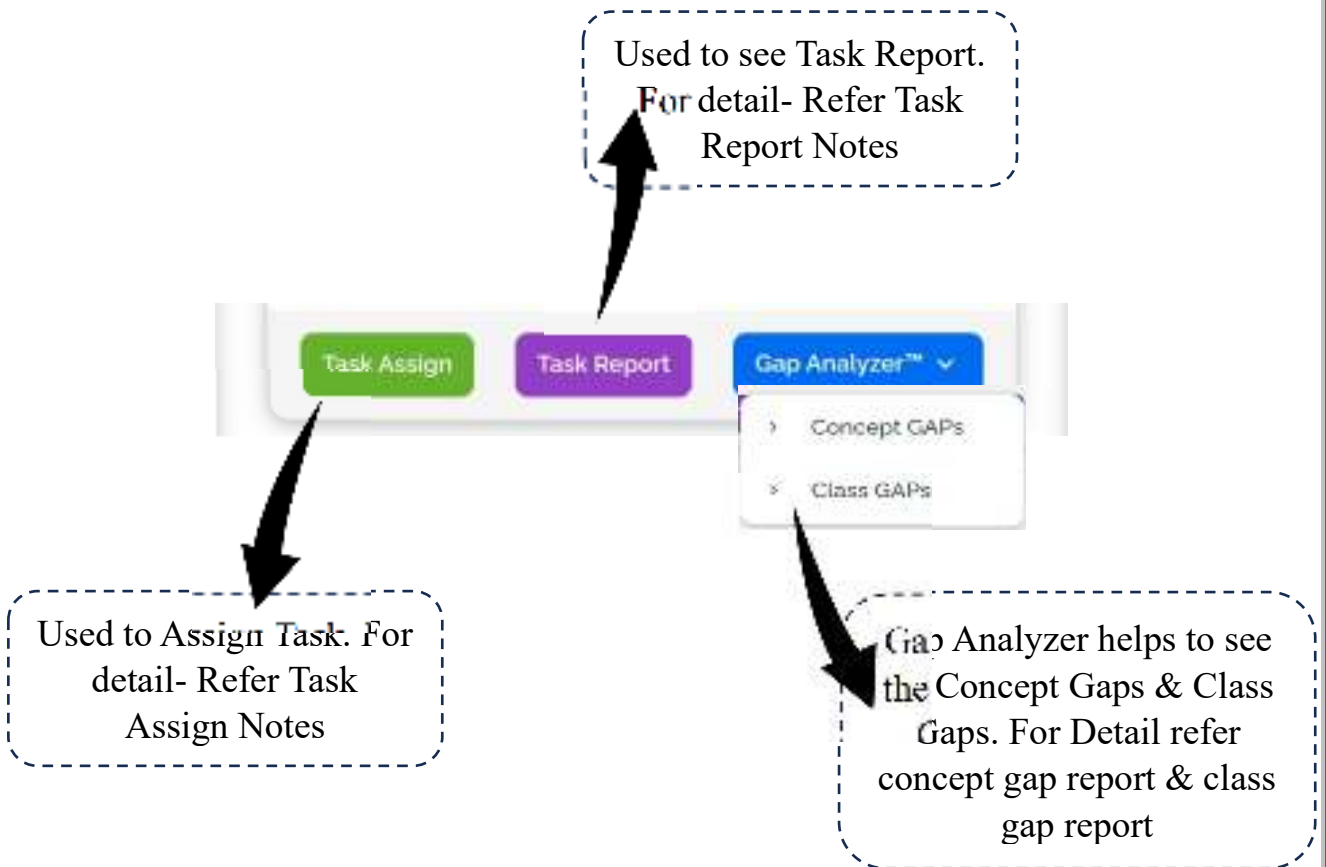 Used to see Task Report.
For detail- Refer Task
Report Notes
Task Assign
Task Report
Gap Analyzer™
Concept GAPs
Class GAPs
Used to Assign Task. For
detail- Refer Task
Assign Notes
Gap Analyzer helps to see
the Concept Gaps & Class
Gaps. For Detail refer
concept gap report & class
gap report